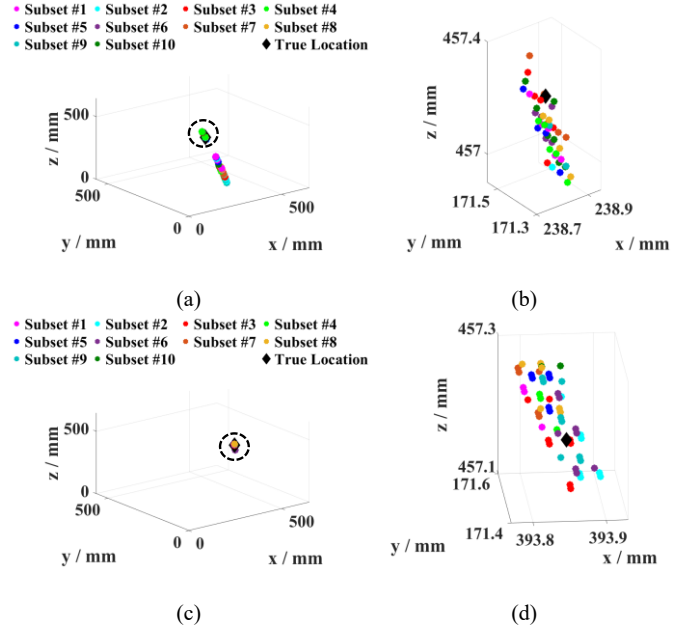 Subset #1 Subset #2 Subset #3 Subset #4
Subset #5 Subset #6 Subset #7 Subset #8
Subset #9 Subset #10 True Location
z / mm
500
0
500
0
0
500
y / mm
x / mm
(a)
457.4
z / mm
457
171.5
171.3
238.7
238.9
y / mm
x / mm
(b)
Subset #1 Subset #2 Subset #3 Subset #4
Subset #5 Subset #6 Subset #7 Subset #8
Subset #9 Subset #10 True Location
z / mm
500
0
500
0
0
500
y / mm
x / mm
(c)
457.3
z / mm
457.1
171.6
171.4
393.8
393.9
y / mm
x / mm
(d)